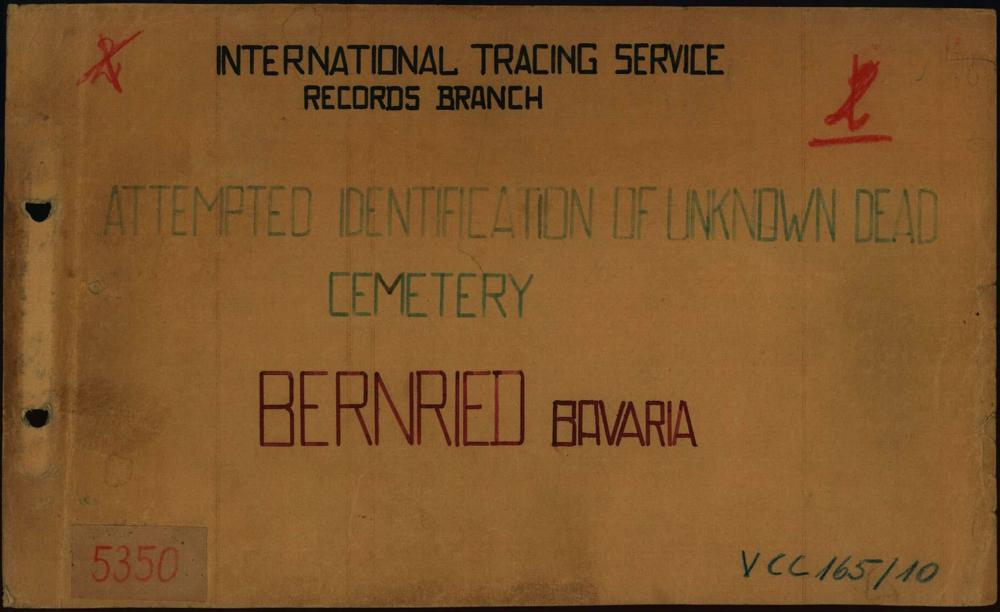 INTERNATIONAL TRACING SERVICE
RECORDS BRANCH
ATTEMPTED IDENTIFICATION OF UNKNOWN DEAD
CEMETERY
BERNRIED BAVARIA
5350
VCC 165/10